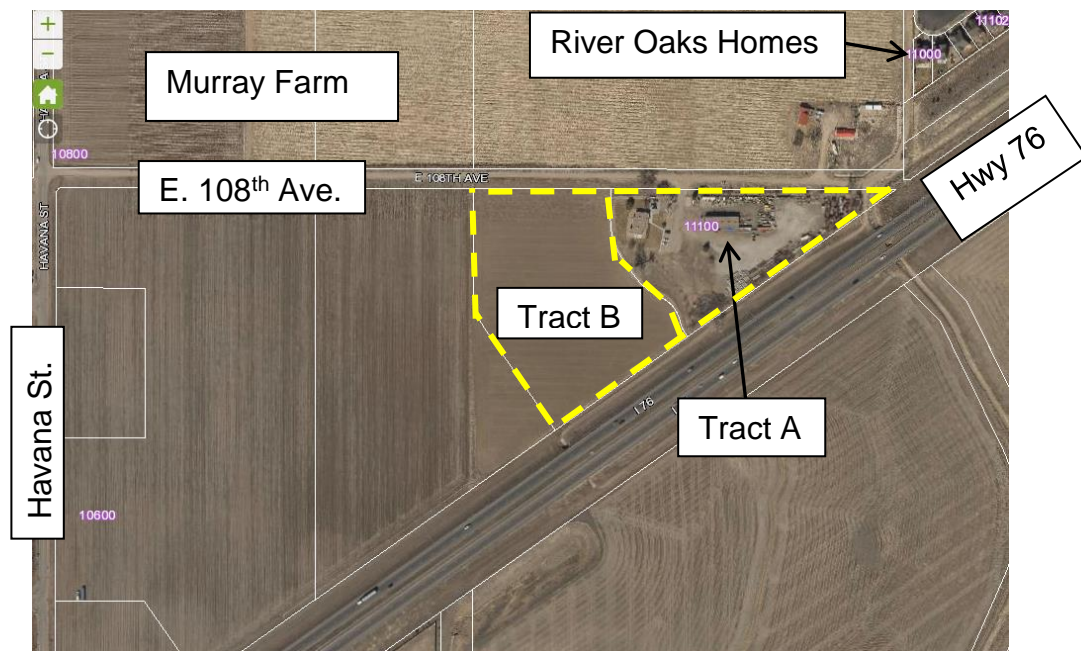 +
−
River Oaks Homes
11102
11000
Murray Farm
HAVANA
10800
E. 108TH AVE
E. 108th Ave.
Hwy 76
HAVANA ST
11100
Tract B
Havana St.
I 76
I
Tract A
10600